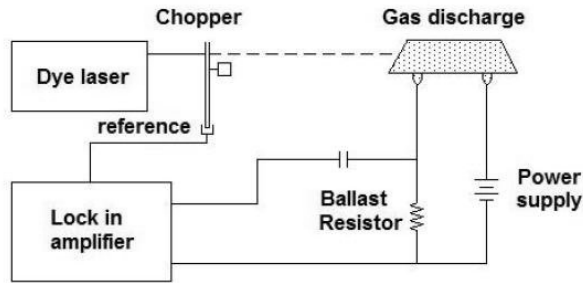 Chopper
Gas discharge
Dye laser
reference
Lock in
amplifier
Ballast
Resistor
Power
supply